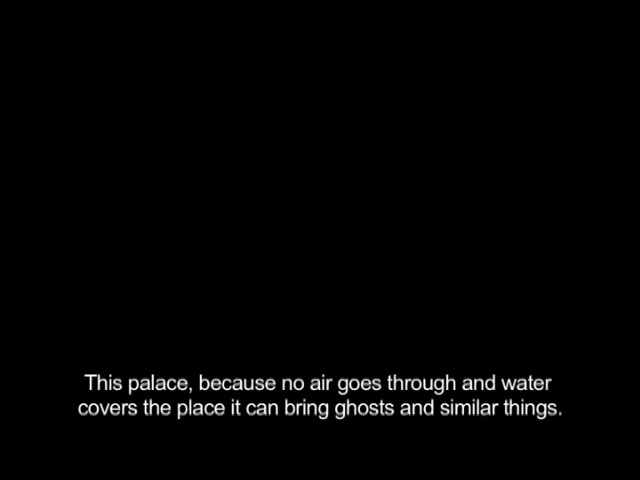 This palace, because no air goes through and water
covers the place it can bring ghosts and similar things.